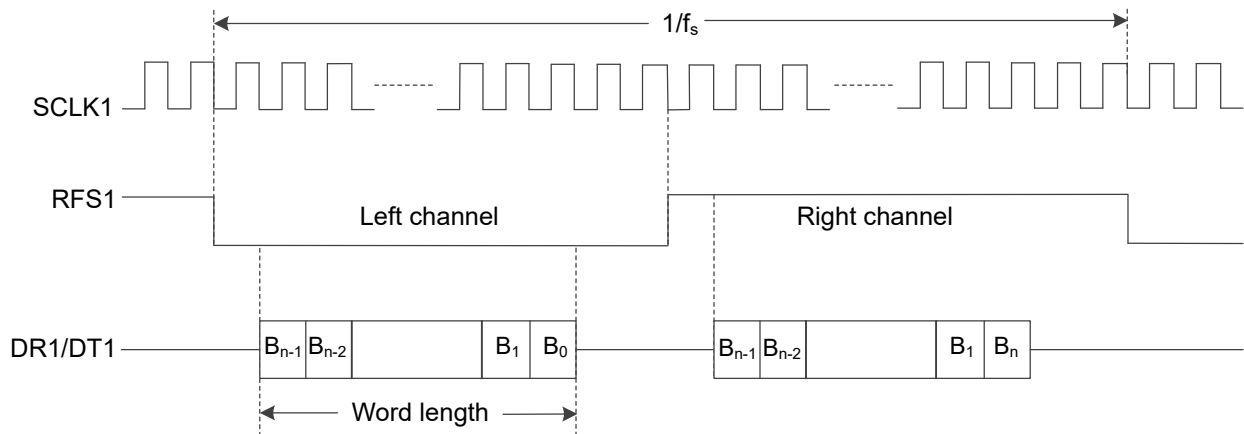 1/fₛ
SCLK1
RFS1
Left channel
Right channel
DR1/DT1
Bₙ₋₁ Bₙ₋₂ B₁ B₀ Bₙ₋₁ Bₙ₋₂ B₁ Bₙ
Word length